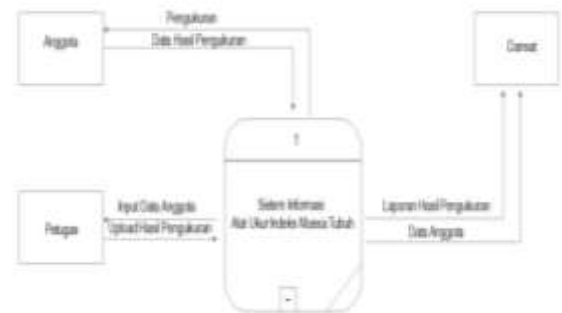 Pengukuran
Anggota
Data Hasil Pengukuran
Dansat
1
Input Data Anggota
Sistem Informasi
Laporan Hasil Pengukuran
Petugas
Upload Hasil Pengukuran
Alat Ukur Indeks Massa Tubuh
Data Anggota